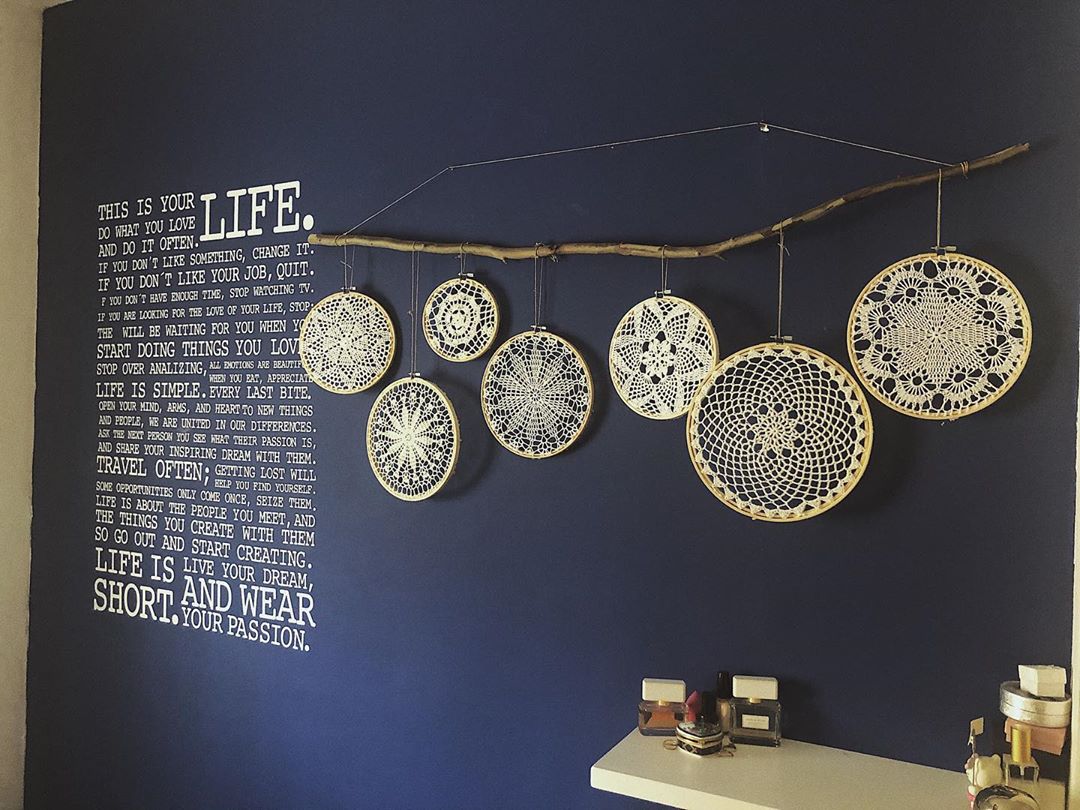 THIS IS YOUR LIFE.
DO WHAT YOU LOVE
AND DO IT OFTEN.
IF YOU DON'T LIKE SOMETHING, CHANGE IT.
IF YOU DON´T LIKE YOUR JOB, QUIT.
F YOU DON'T HAVE ENOUGH TIME, STOP WATCHING TV.
IF YOU ARE LOOKING FOR THE LOVE OF YOUR LIFE, STOP;
THE WILL BE WAITING FOR YOU WHEN
START DOING THINGS YOU LOVE
STOP OVER ANALIZING, ALL EMOTIONS ARE
WHEN YOU EAT, APPRECIATE
LIFE IS SIMPLE. EVERY LAST BITE.
OPEN YOUR MIND, ARMS, AND HEART TO NEW THINGS
AND PEOPLE, WE ARE UNITED IN OUR DIFFERENCES.
ASK THE NEXT PERSON YOU SEE WHAT THEIR PASSION IS,
AND SHARE YOUR INSPIRING DREAM WITH THEM.
TRAVEL OFTEN; GETTING LOST WILL
HELP YOU FIND YOURSELF.
SOME OPPORTUNITIES ONLY COME ONCE, SEIZE THEM.
LIFE IS ABOUT THE PEOPLE YOU MEET, AND
THE THINGS YOU CREATE WITH THEM
SO GO OUT AND START CREATING.
LIFE IS LIVE YOUR DREAM,
SHORT. AND WEAR
YOUR PASSION.